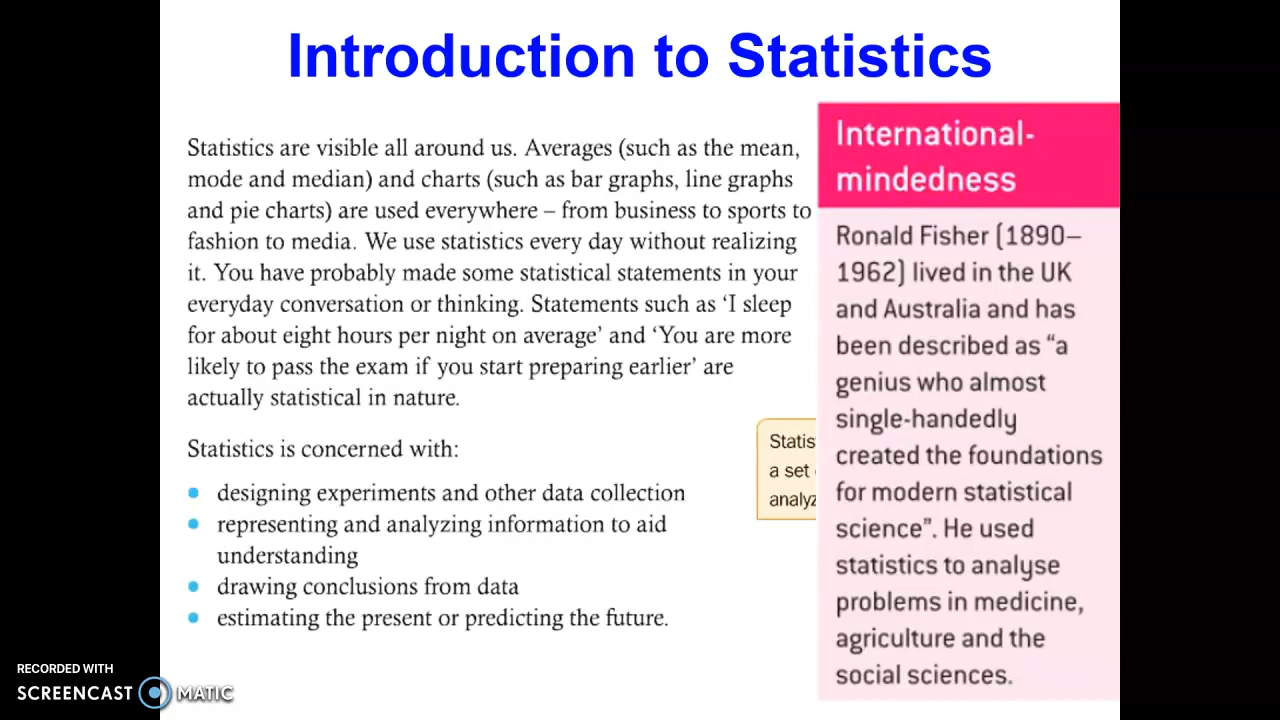 Introduction to Statistics
Statistics are visible all around us. Averages (such as the mean,
mode and median) and charts (such as bar graphs, line graphs
and pie charts) are used everywhere – from business to sports to
fashion to media. We use statistics every day without realizing
it. You have probably made some statistical statements in your
everyday conversation or thinking. Statements such as ‘I sleep
for about eight hours per night on average’ and ‘You are more
likely to pass the exam if you start preparing earlier’ are
actually statistical in nature.
Statistics is concerned with:
• designing experiments and other data collection
• representing and analyzing information to aid
understanding
• drawing conclusions from data
• estimating the present or predicting the future.
a set
International-
mindedness
Ronald Fisher (1890–
1962) lived in the UK
and Australia and has
been described as “a
genius who almost
single-handedly
created the foundations
for modern statistical
science”. He used
statistics to analyse
problems in medicine,
agriculture and the
social sciences.
RECORDED WITH
SCREENCAST MATIC